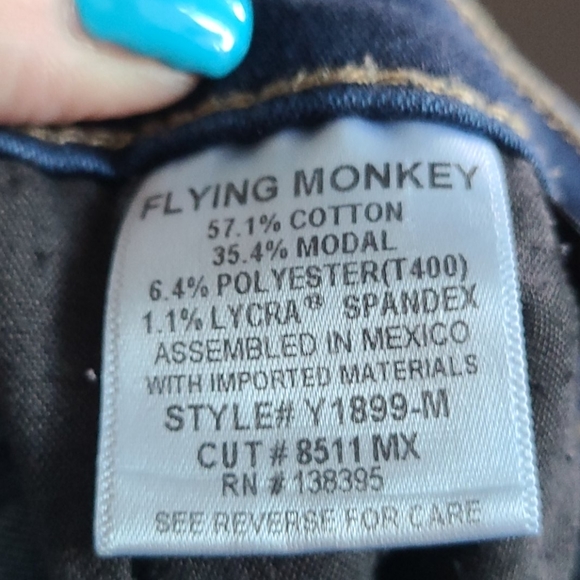 FLYING MONKEY
57.1% COTTON
35.4% MODAL
6.4% POLYESTER(T400)
1.1% LYCRA® SPANDEX
ASSEMBLED IN MEXICO
WITH IMPORTED MATERIALS
STYLE# Y1899-M
CUT # 8511 MX
RN # 138395
SEE REVERSE FOR CARE